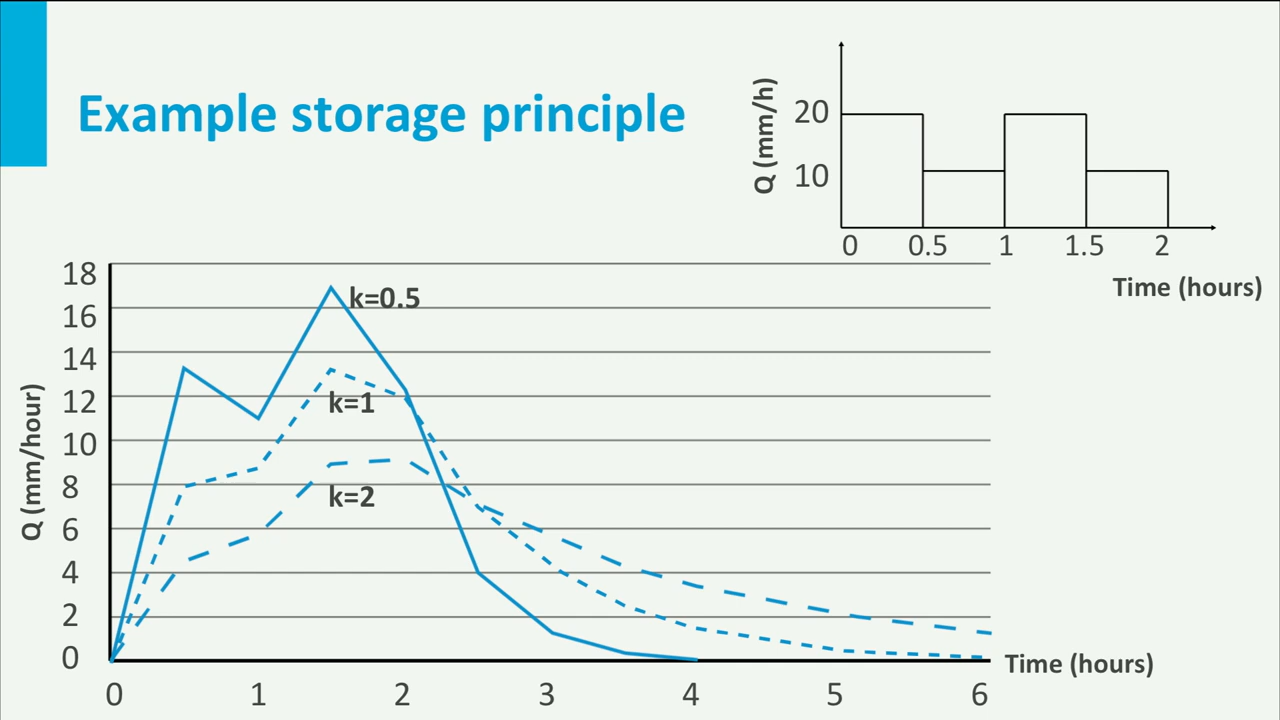 Example storage principle
Q (mm/h)
20
10
0 0.5 1 1.5 2
Time (hours)
Q (mm/hour)
18
16
14
12
10
8
6
4
2
0
k=0.5
k=1
k=2
0 1 2 3 4 5 6
Time (hours)